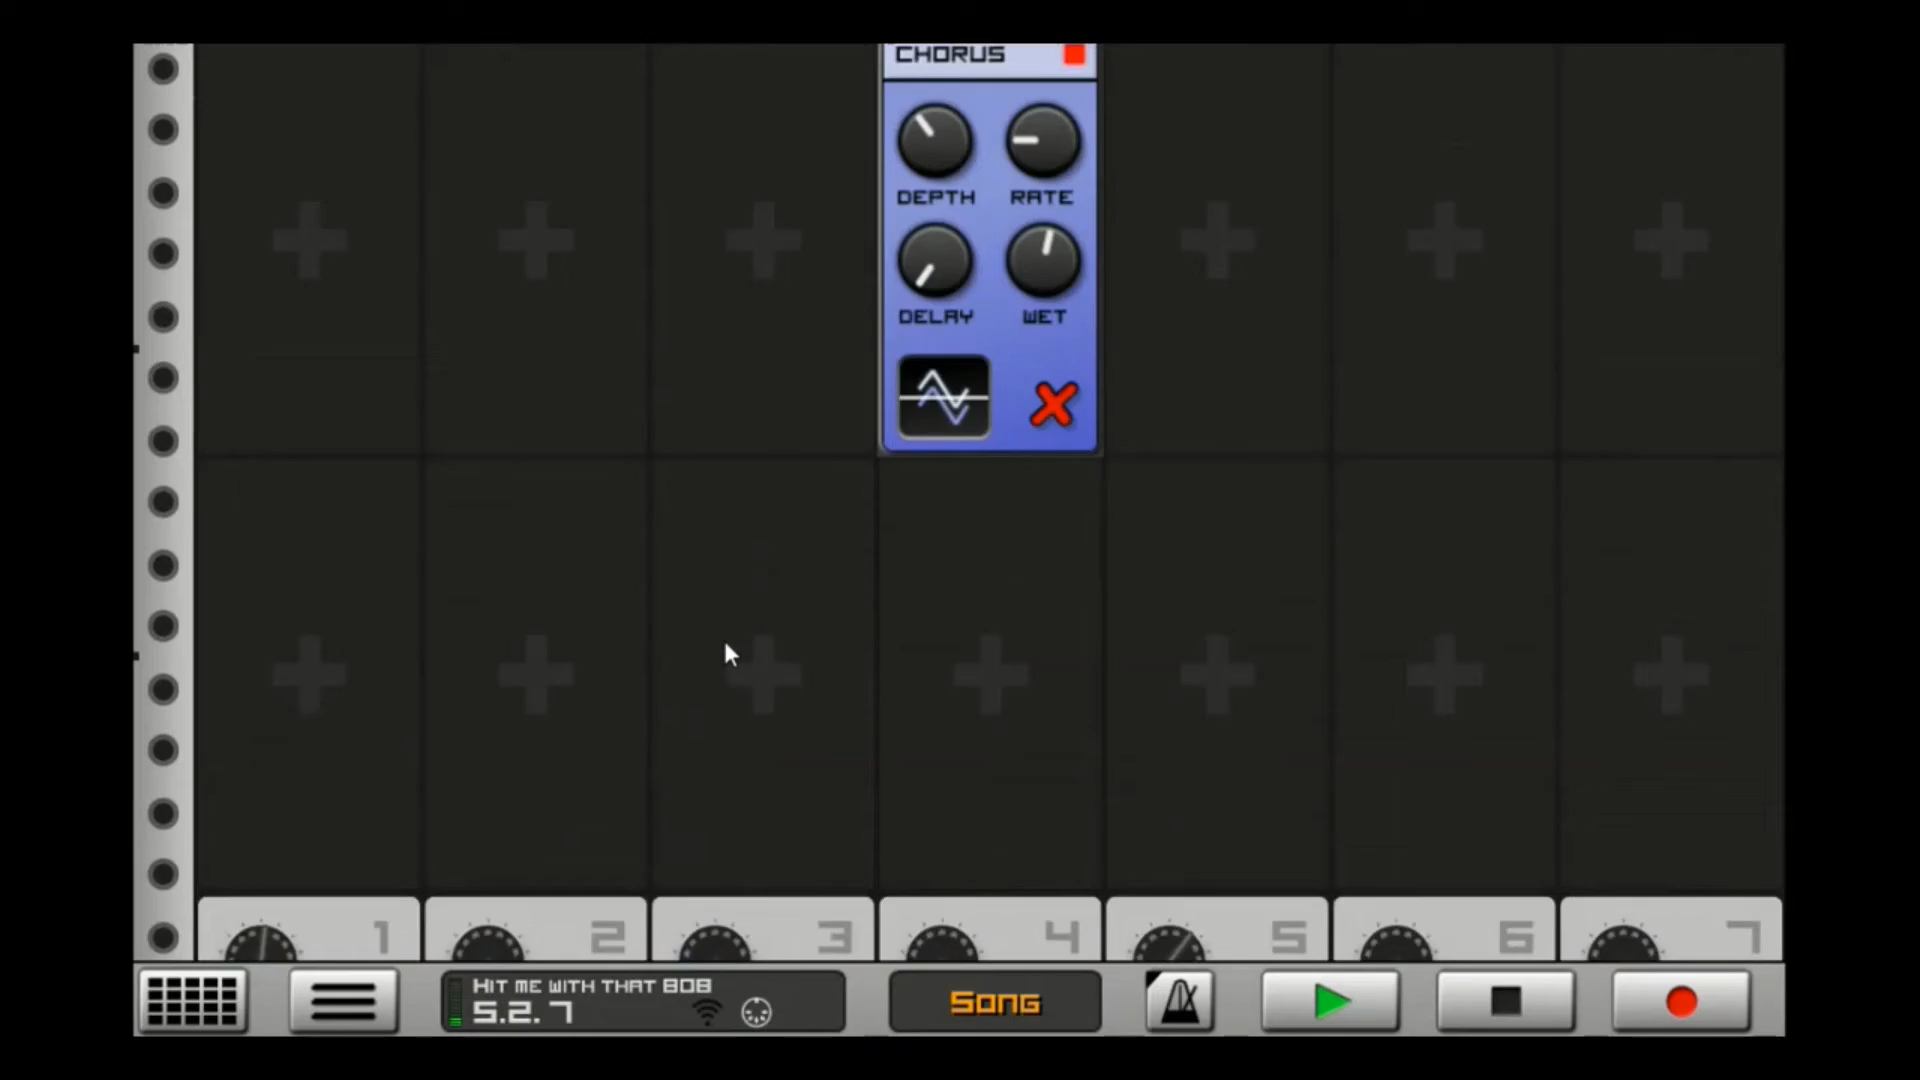 CHORUS
DEPTH RATE
DELAY WET
1 2 3 4 5 6 7
HIT ME WITH THAT 808
5.2. 7
SONG